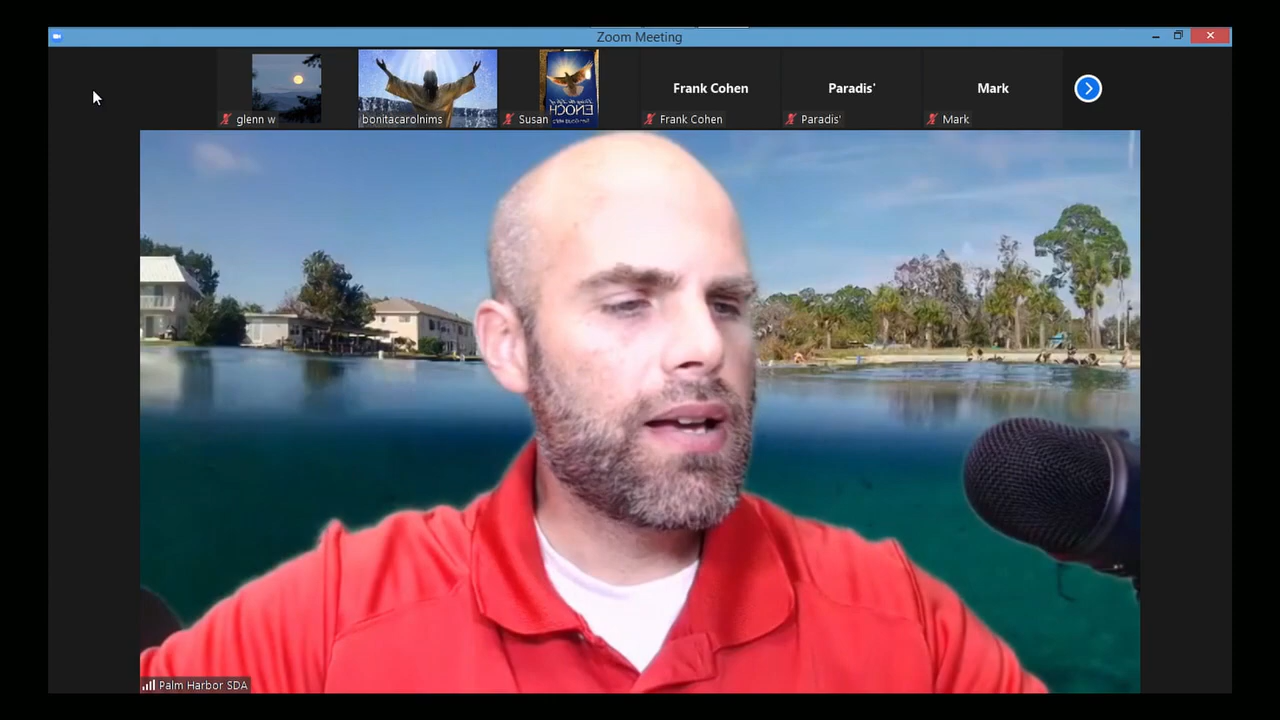 Zoom Meeting
Frank Cohen
Paradis'
Mark
glenn w
bonitacarolnims
Susan
ENOCH
Frank Cohen
Paradis'
Mark
Palm Harbor SDA